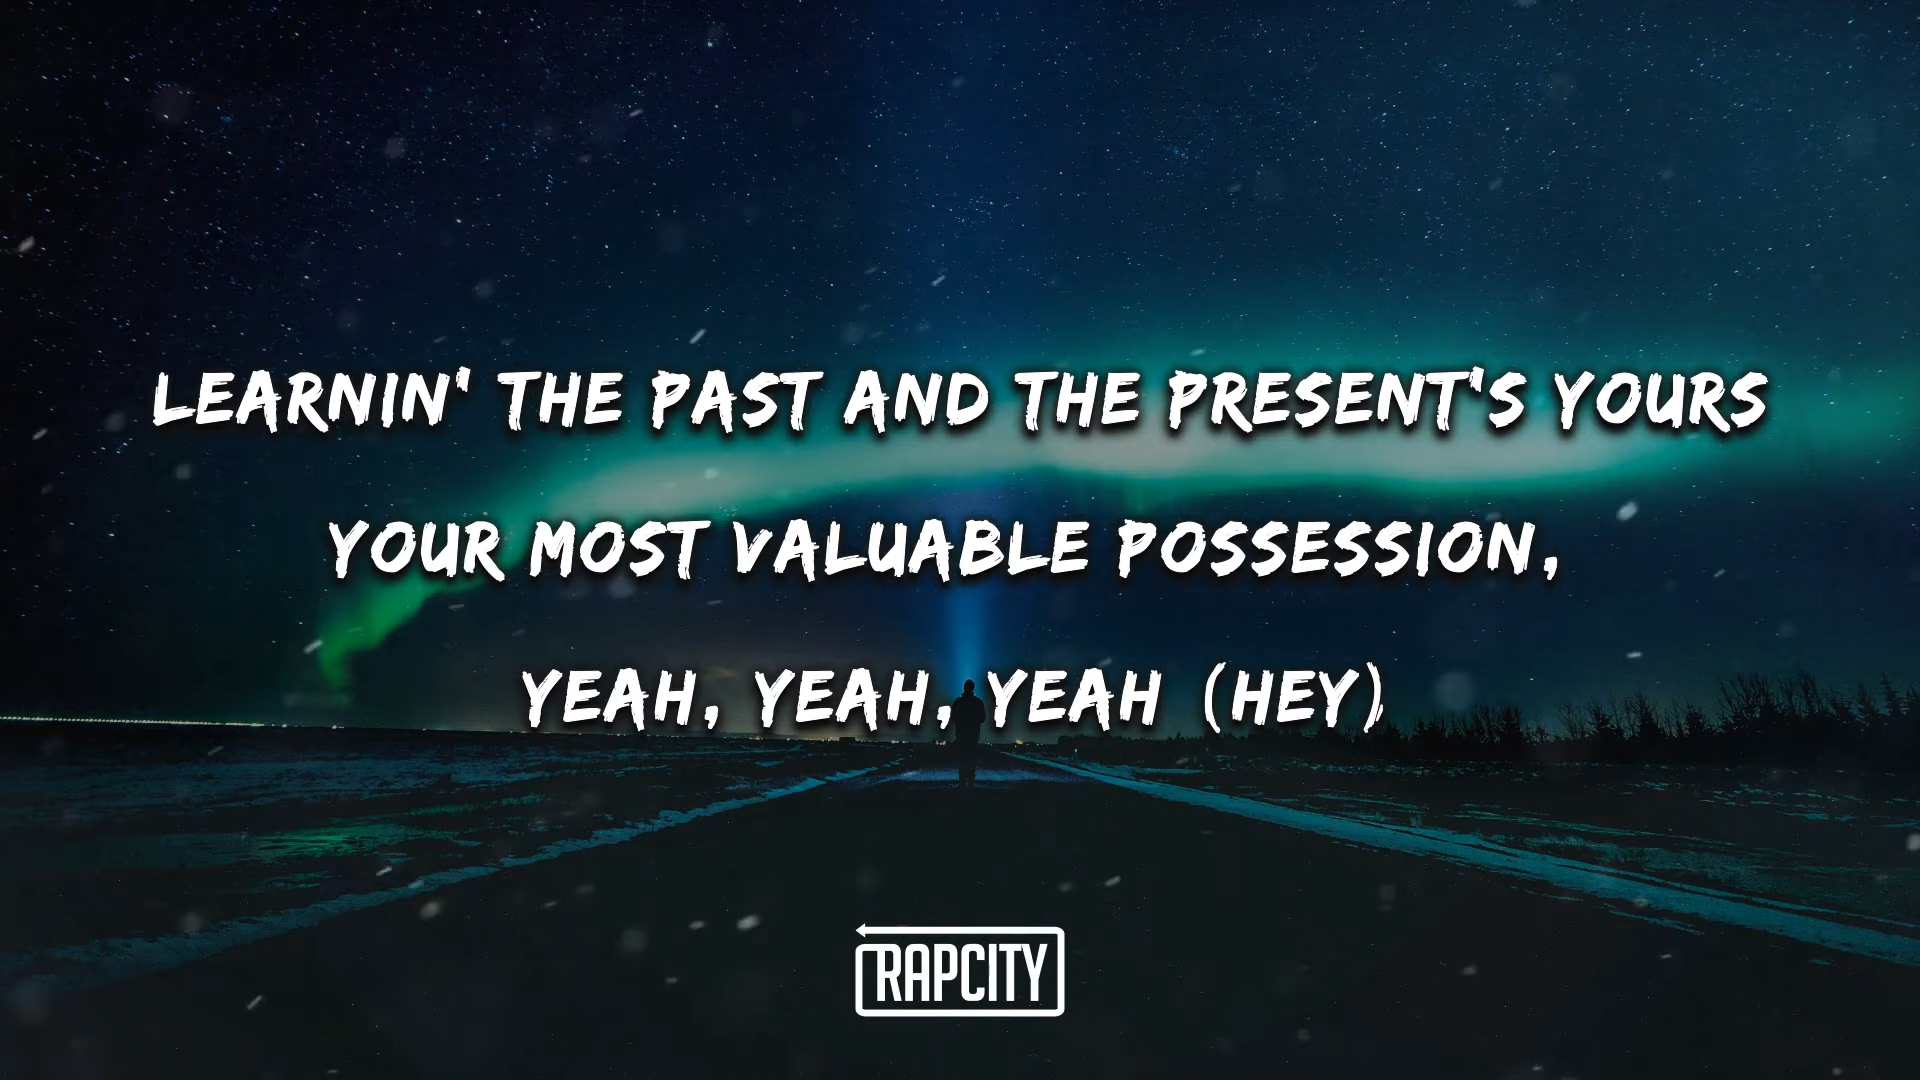 LEARNIN' THE PAST AND THE PRESENT'S YOURS
YOUR MOST VALUABLE POSSESSION,
YEAH, YEAH, YEAH (HEY)
RAPCITY